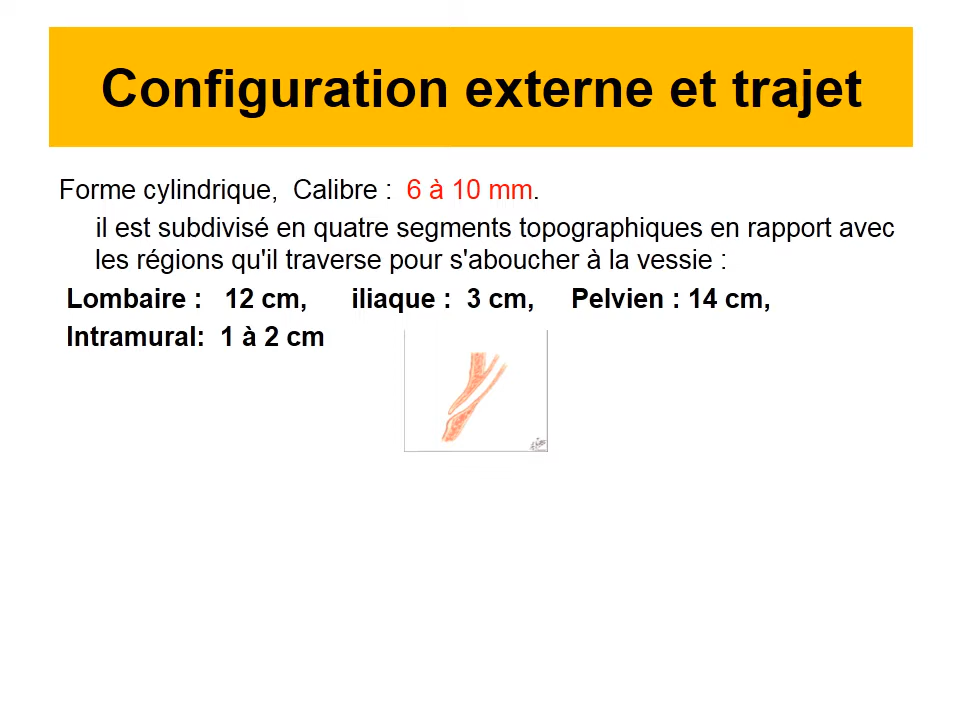 Configuration externe et trajet
Forme cylindrique, Calibre : 6 à 10 mm.
il est subdivisé en quatre segments topographiques en rapport avec
les régions qu'il traverse pour s'aboucher à la vessie :
Lombaire : 12 cm, iliaque : 3 cm, Pelvien : 14 cm,
Intramural: 1 à 2 cm